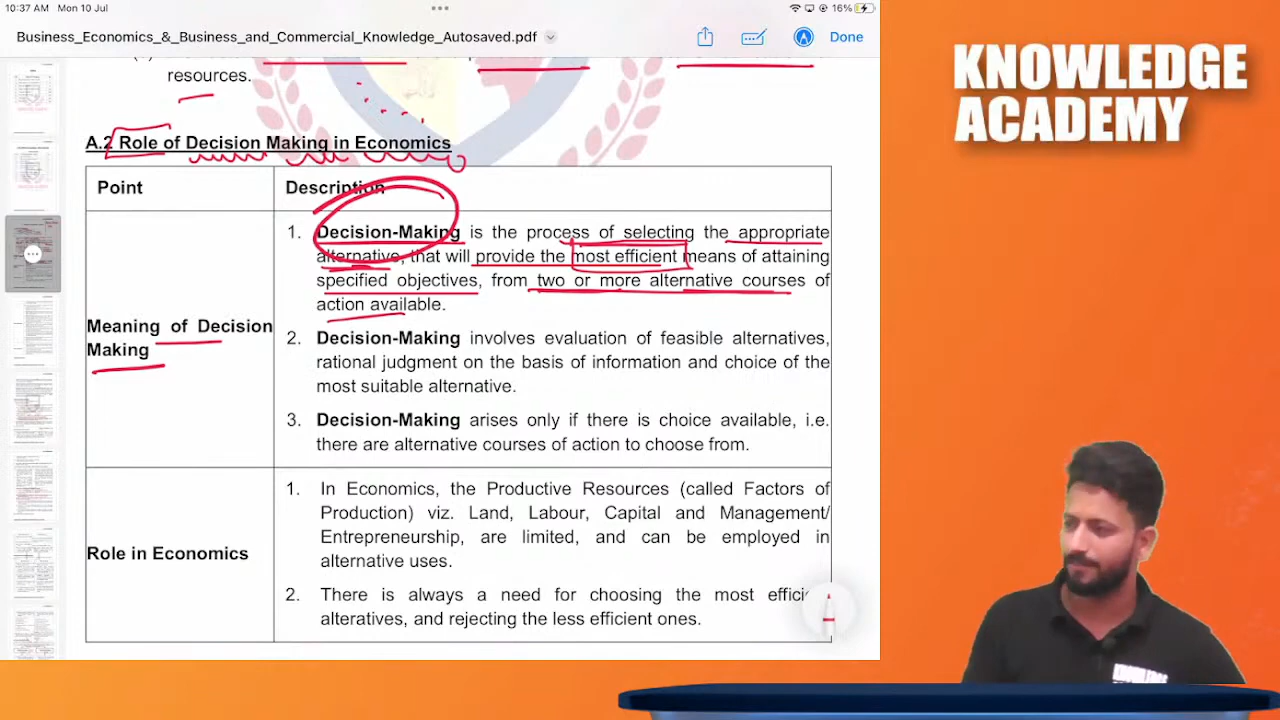 10:37 AM Mon 10 Jul
16%
Business_Economics_&_Business_and_Commercial_Knowledge_Autosaved.pdf
Done
KNOWLEDGE
ACADEMY
resources.
A.2 Role of Decision Making in Economics
Point
Description
Meaning of Decision
Making
1. Decision-Making is the process of selecting the appropriate
alternative, that will provide the most efficient means of attaining
specified objectives, from two or more alternative courses of
action available.
2. Decision-Making involves evaluation of feasible alternatives,
rational judgment on the basis of information and choice of the
most suitable alternative.
3. Decision-Making arises only if there is choice available, i.e.
there are alternative courses of action to choose from.
Role in Economics
1. In Economics, the Produtive Resources (called Factors of
Production) viz. Land, Labour, Capital and Management/
Entrepreneurship, are limited, and can be employed in
alternative uses.
2. There is always a need for choosing the most
alteratives, and rejecting the less efficient ones.
KNOWLEDGE